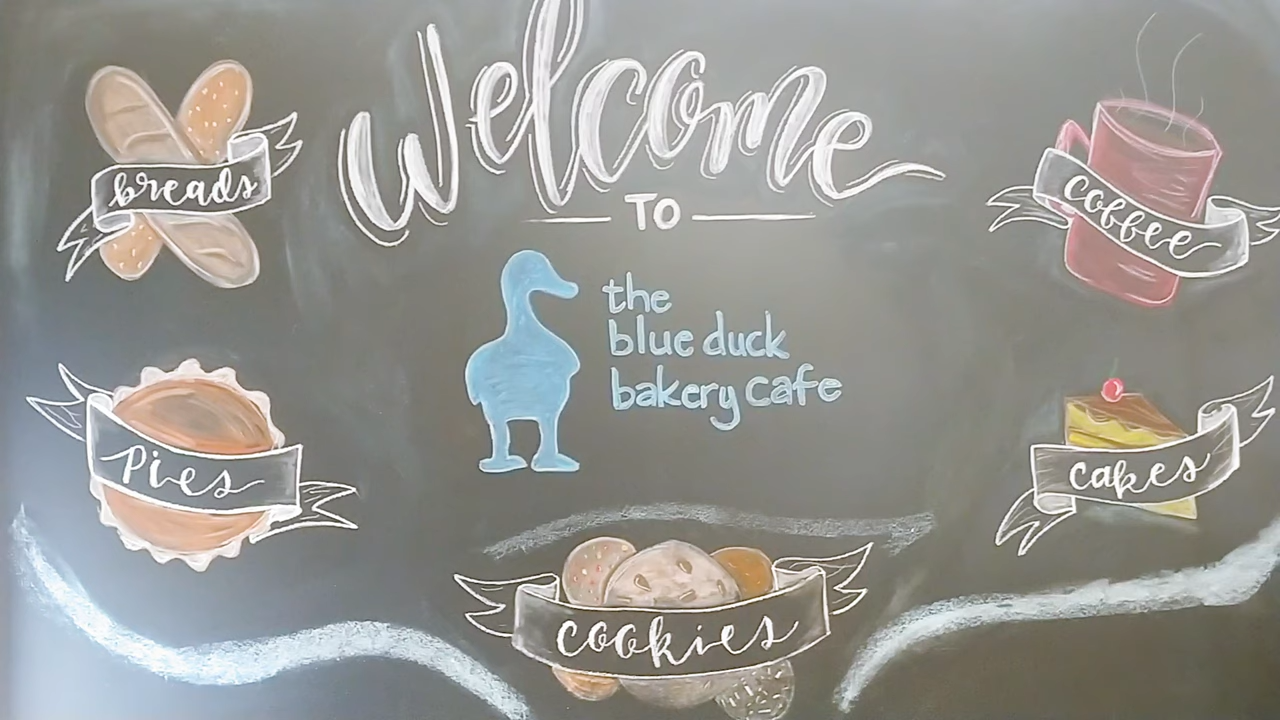 Welcome
TO
the
blue duck
bakery cafe
breads
coffee
pies
cakes
cookies